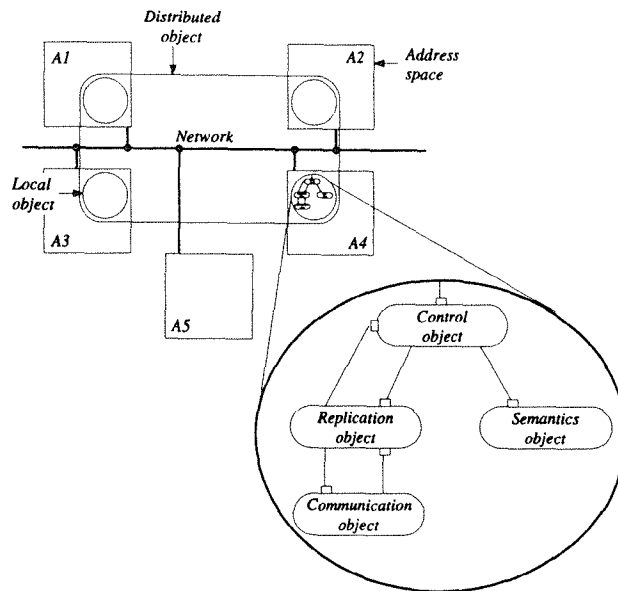 Distributed
object
A1
A2
Address
space
Network
Local
object
A3
A4
A5
Control
object
Replication
object
Semantics
object
Communication
object